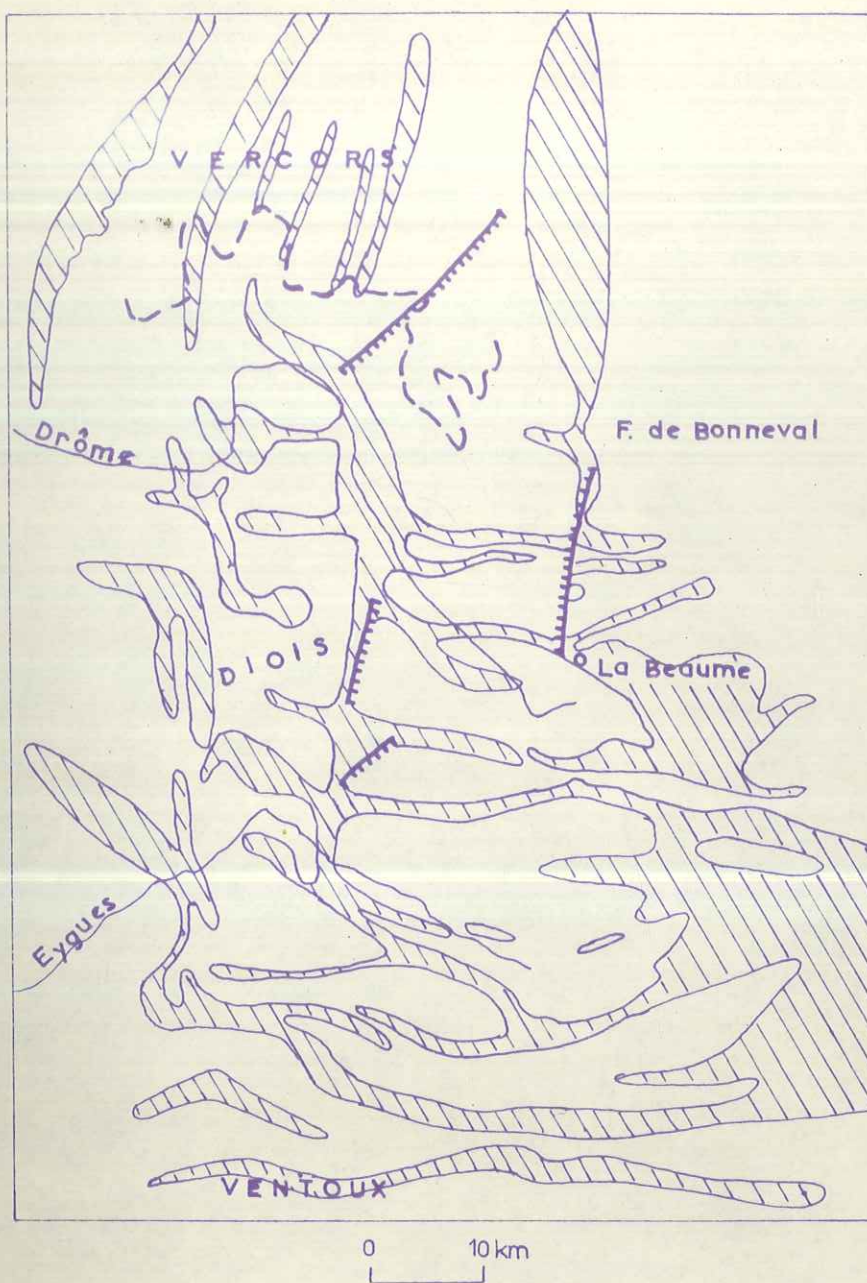 VERCORS
Drôme
F. de Bonneval
DIOIS
La Beaume
Eygues
VENTOUX
0 10 km